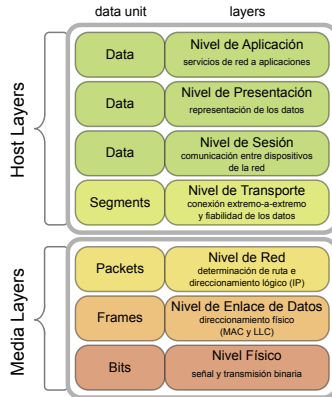 data unit layers
Host Layers
Data
Nivel de Aplicación
servicios de red a aplicaciones
Data
Nivel de Presentación
representación de los datos
Data
Nivel de Sesión
comunicación entre dispositivos
de la red
Segments
Nivel de Transporte
conexión extremo-a-extremo
y fiabilidad de los datos
Media Layers
Packets
Nivel de Red
determinación de ruta e
direccionamiento lógico (IP)
Frames
Nivel de Enlace de Datos
direccionamiento físico
(MAC y LLC)
Bits
Nivel Físico
señal y transmisión binaria